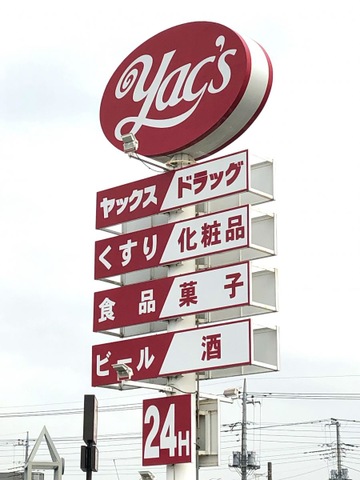 Yac's
ヤックス ドラッグ
くすり 化粧品
食品 菓子
ビール 酒
24H